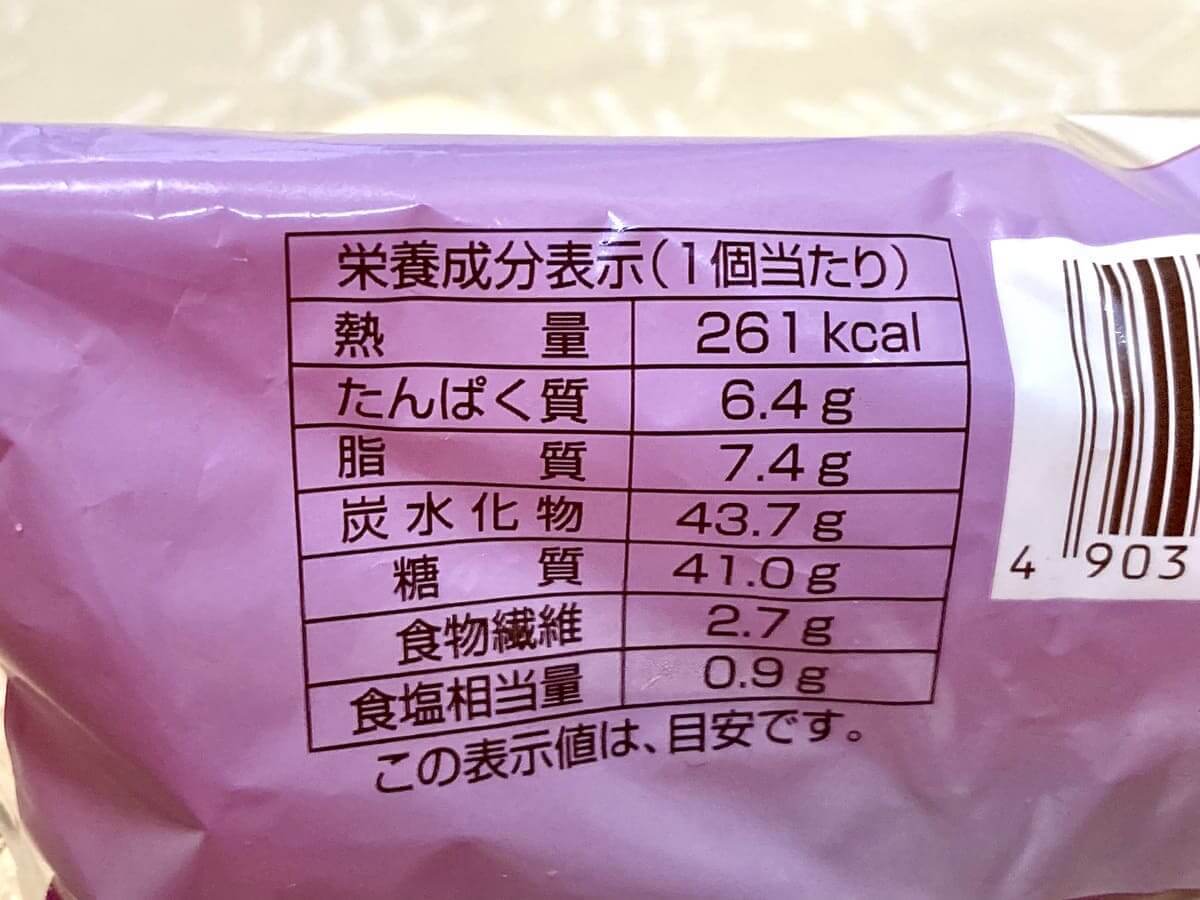 栄養成分表示(1個当たり)
熱量 261kcal
たんぱく質 6.4g
脂質 7.4g
炭水化物 43.7g
糖質 41.0g
食物繊維 2.7g
食塩相当量 0.9g
この表示値は、目安です。
4 903